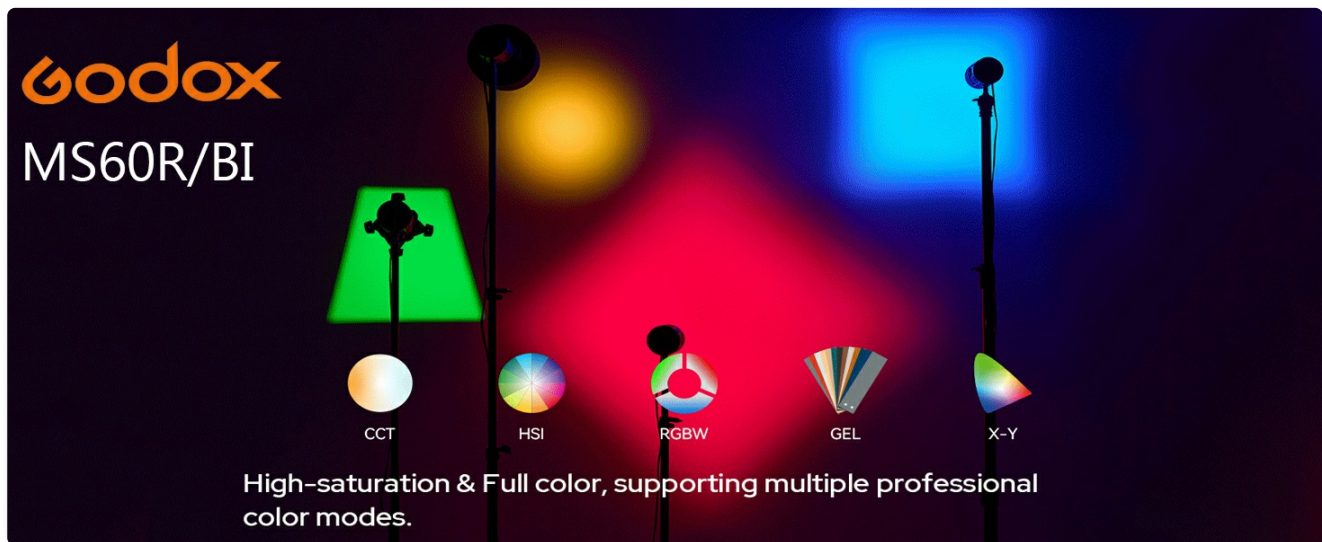 Godox
MS60R/BI
CCT
HSI
RGBW
GEL
X-Y
High-saturation & Full color, supporting multiple professional
color modes.